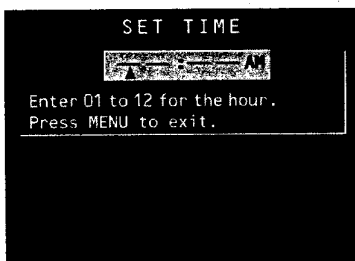 SET TIME
-- : -- AM
Enter 01 to 12 for the hour.
Press MENU to exit.